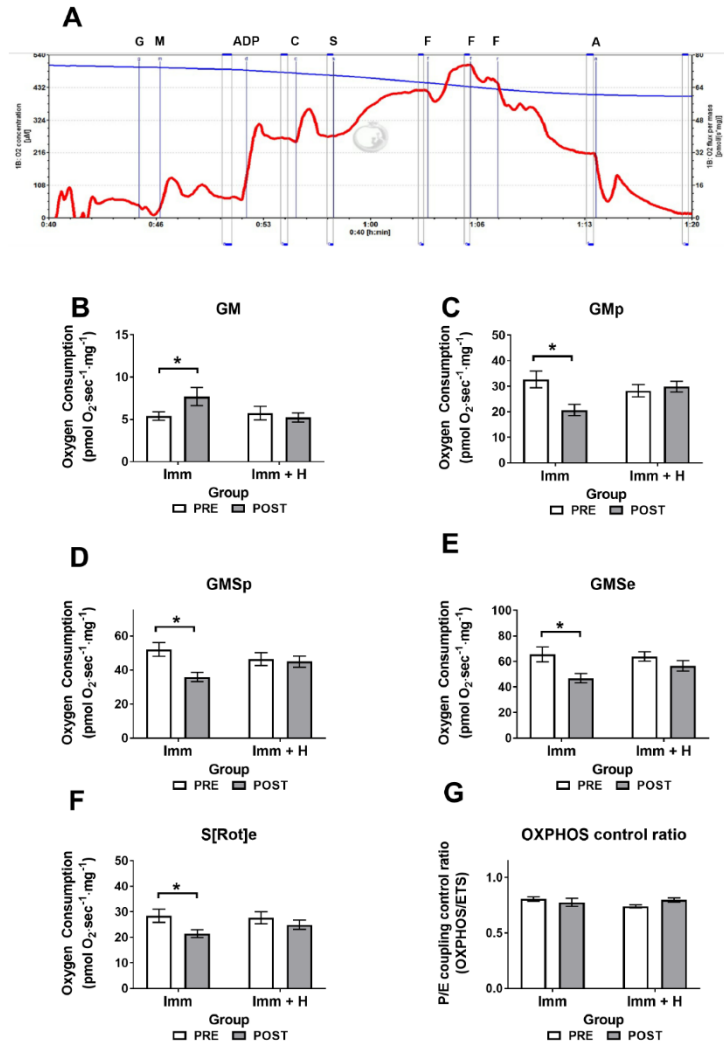 A
G M ADP C S F F F A
640 80
432 64
324 48
216 32
108 16
0 0
1B: O2 concentration
[µM]
1B: O2 flux per mass
[pmol/(s*mg)]
0:40 0:46 0:53 1:00 1:06 1:13 1:20
0:40 [h:min]
B
GM
Oxygen Consumption
(pmol O₂·sec⁻¹·mg⁻¹)
15
10
5
0
*
Imm Imm + H
Group
PRE POST
C
GMp
Oxygen Consumption
(pmol O₂·sec⁻¹·mg⁻¹)
50
40
30
20
10
0
*
Imm Imm + H
Group
PRE POST
D
GMSp
Oxygen Consumption
(pmol O₂·sec⁻¹·mg⁻¹)
60
40
20
0
*
Imm Imm + H
Group
PRE POST
E
GMSe
Oxygen Consumption
(pmol O₂·sec⁻¹·mg⁻¹)
100
80
60
40
20
0
*
Imm Imm + H
Group
PRE POST
F
S[Rot]e
Oxygen Consumption
(pmol O₂·sec⁻¹·mg⁻¹)
50
40
30
20
10
0
*
Imm Imm + H
Group
PRE POST
G
OXPHOS control ratio
P/E coupling control ratio
(OXPHOS/ETS)
1.0
0.5
0.0
Imm Imm + H
Group
PRE POST